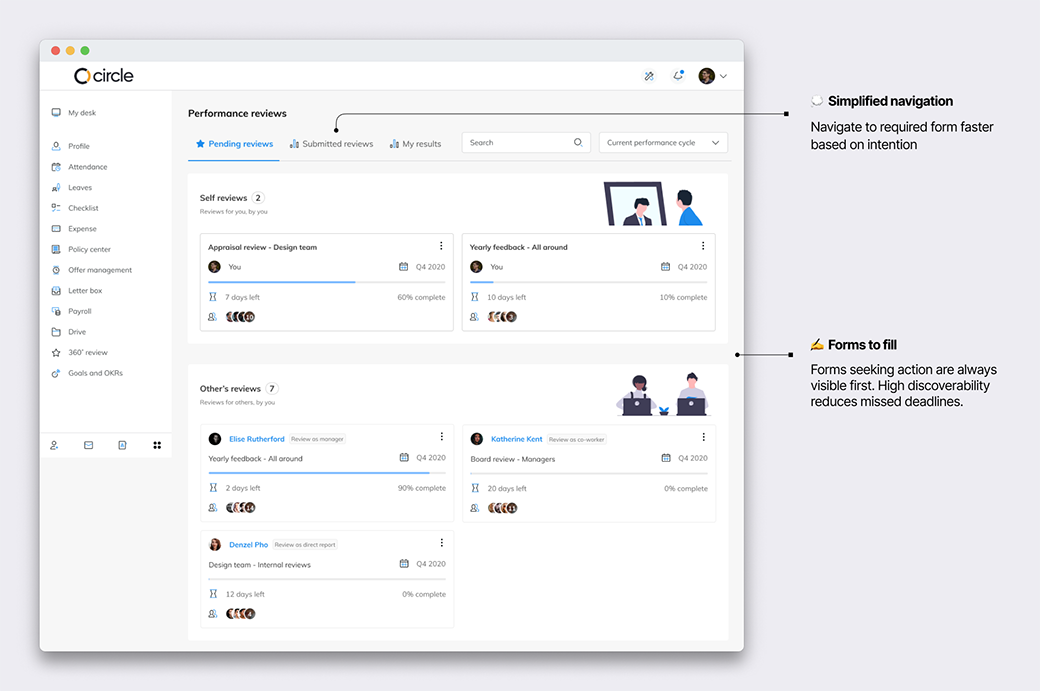 circle
My desk
Profile
Attendance
Leaves
Checklist
Expense
Policy center
Offer management
Letter box
Payroll
Drive
360° review
Goals and OKRs
Performance reviews
Pending reviews
Submitted reviews
My results
Search
Current performance cycle
Self reviews 2
Reviews for you, by you
Appraisal review - Design team
You
Q4 2020
7 days left
60% complete
Yearly feedback - All around
You
Q4 2020
10 days left
10% complete
Other's reviews 7
Reviews for others, by you
Elise Rutherford Review as manager
Yearly feedback - All around
Q4 2020
2 days left
90% complete
Katherine Kent Review as co-worker
Board review - Managers
Q4 2020
20 days left
0% complete
Denzel Pho Review as direct report
Design team - Internal reviews
Q4 2020
12 days left
0% complete
💭 Simplified navigation
Navigate to required form faster
based on intention
✍️ Forms to fill
Forms seeking action are always
visible first. High discoverability
reduces missed deadlines.